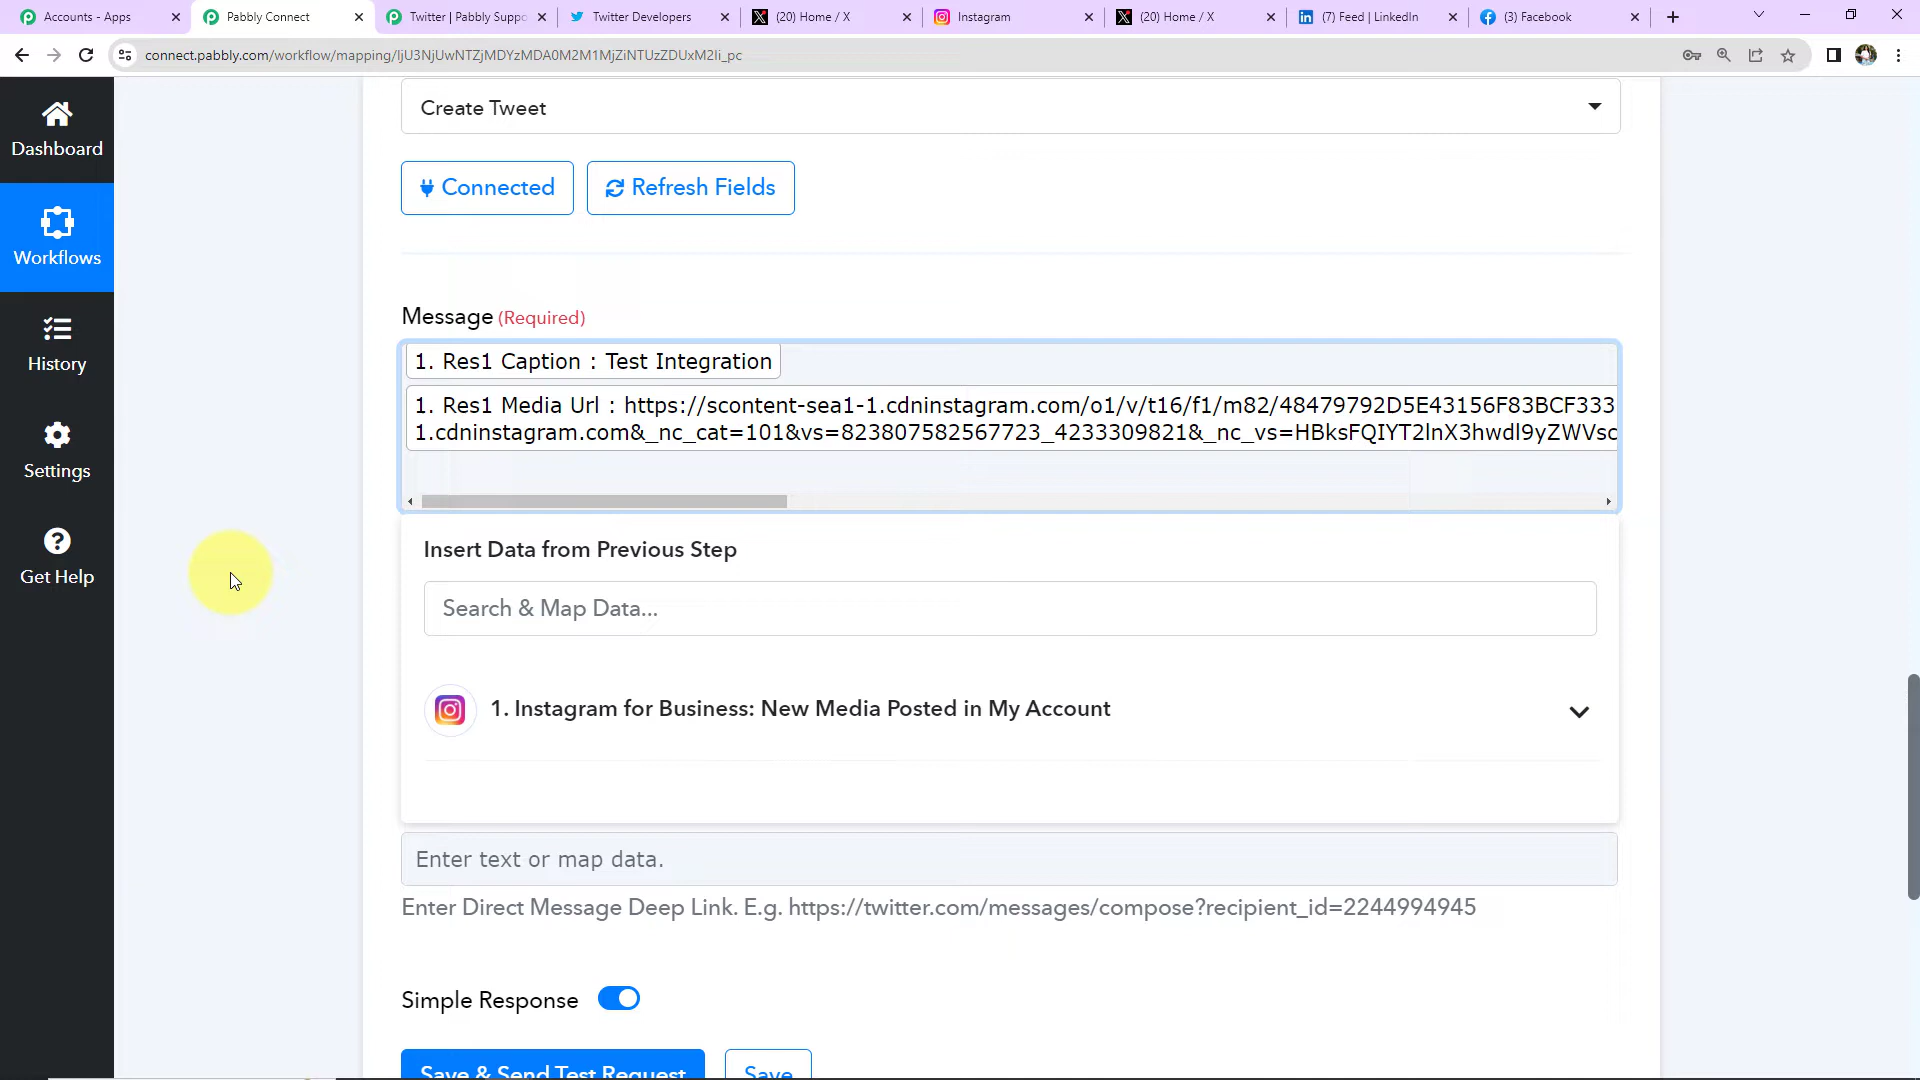 Accounts - Apps
Pabbly Connect
Twitter | Pabbly Suppo
Twitter Developers
(20) Home / X
Instagram
(20) Home / X
(7) Feed | LinkedIn
(3) Facebook
connect.pabbly.com/workflow/mapping/IjU3NjUwNTZjMDYzMDA0M2M1MjZiNTUzZDUxM2Ii_pc
Dashboard
Workflows
History
Settings
Get Help
Create Tweet
Connected
Refresh Fields
Message (Required)
1. Res1 Caption : Test Integration
1. Res1 Media Url : https://scontent-sea1-1.cdninstagram.com/o1/v/t16/f1/m82/48479792D5E43156F83BCF333
1.cdninstagram.com&_nc_cat=101&vs=823807582567723_4233309821&_nc_vs=HBksFQIYT2lnX3hwdl9yZWVsc
Insert Data from Previous Step
Search & Map Data...
1. Instagram for Business: New Media Posted in My Account
Enter text or map data.
Enter Direct Message Deep Link. E.g. https://twitter.com/messages/compose?recipient_id=2244994945
Simple Response
Save & Send Test Request
Save